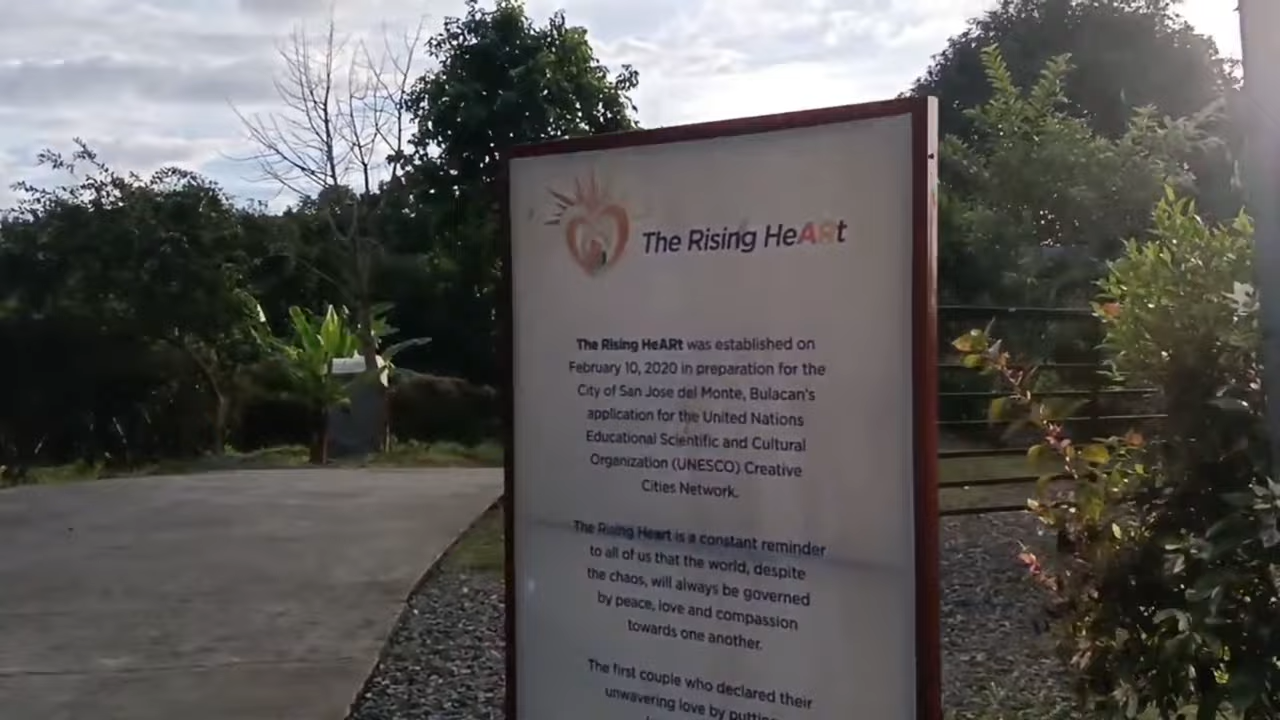 The Rising HeARt
The Rising HeARt was established on
February 10, 2020 in preparation for the
City of San Jose del Monte, Bulacan's
application for the United Nations
Educational Scientific and Cultural
Organization (UNESCO) Creative
Cities Network.
The Rising Heart is a constant reminder
to all of us that the world, despite
the chaos, will always be governed
by peace, love and compassion
towards one another.
The first couple who declared their
unwavering love by putting